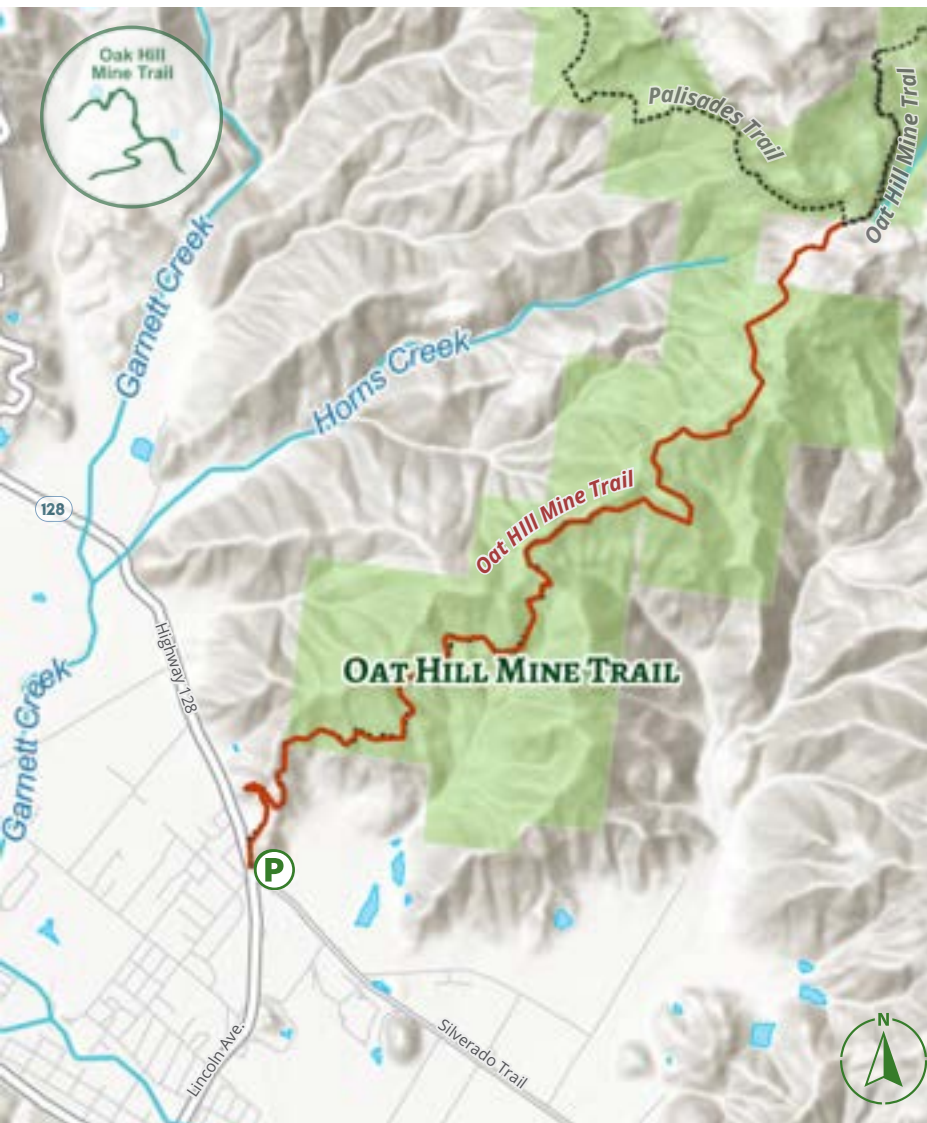 Oak Hill
Mine Trail
Palisades Trail
Oat Hill Mine Tral
Garnett Creek
Horns Creek
128
Oat HIll Mine Trail
Highway 128
OAT HILL MINE TRAIL
Garnett Creek
P
Lincoln Ave.
Silverado Trail
N